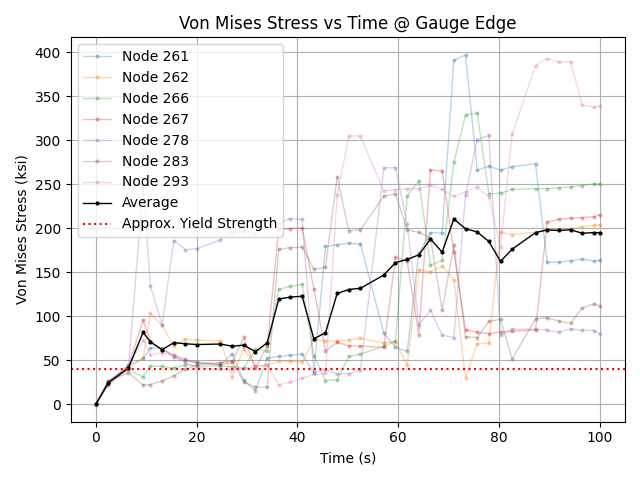 Von Mises Stress vs Time @ Gauge Edge
Von Mises Stress (ksi)
400
350
300
250
200
150
100
50
0
Node 261
Node 262
Node 266
Node 267
Node 278
Node 283
Node 293
Average
Approx. Yield Strength
0
20
40
60
80
100
Time (s)